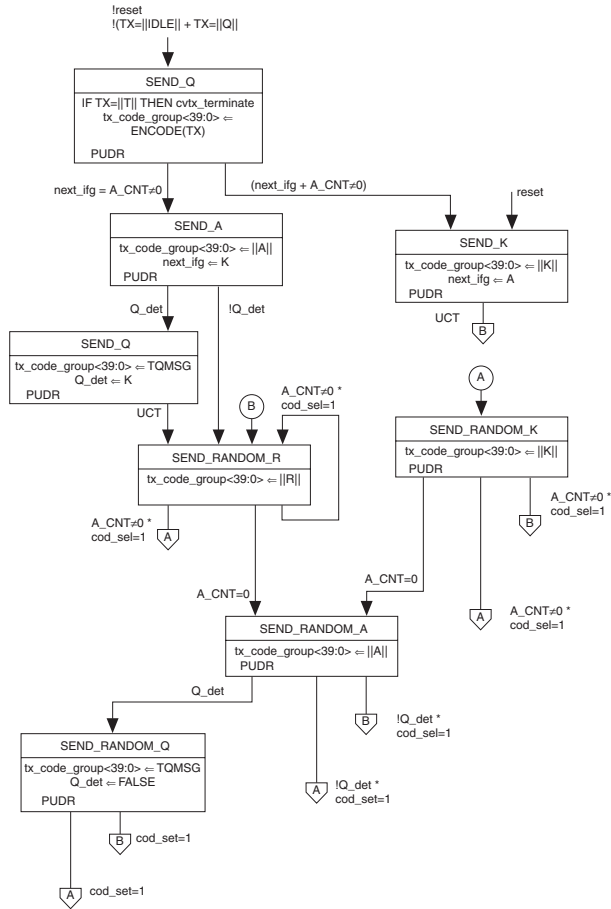 !reset
!(TX=||IDLE|| + TX=||Q||
SEND_Q
IF TX=||T|| THEN cvtx_terminate
tx_code_group<39:0> ⇐
ENCODE(TX)
PUDR
next_ifg = A_CNT≠0
(next_ifg + A_CNT≠0)
reset
SEND_A
tx_code_group<39:0> ⇐ ||A||
next_ifg ⇐ K
PUDR
SEND_K
tx_code_group<39:0> ⇐ ||K||
next_ifg ⇐ A
PUDR
Q_det
!Q_det
UCT
B
SEND_Q
tx_code_group<39:0> ⇐ TQMSG
Q_det ⇐ K
PUDR
UCT
B
A_CNT≠0 *
cod_sel=1
A
SEND_RANDOM_R
tx_code_group<39:0> ⇐ ||R||
SEND_RANDOM_K
tx_code_group<39:0> ⇐ ||K||
PUDR
A_CNT≠0 *
cod_sel=1
A
B
A_CNT≠0 *
cod_sel=1
A_CNT=0
A_CNT=0
A
A_CNT≠0 *
cod_sel=1
SEND_RANDOM_A
tx_code_group<39:0> ⇐ ||A||
PUDR
Q_det
B
!Q_det *
cod_sel=1
SEND_RANDOM_Q
tx_code_group<39:0> ⇐ TQMSG
Q_det ⇐ FALSE
PUDR
A
!Q_det *
cod_set=1
B
cod_set=1
A
cod_set=1